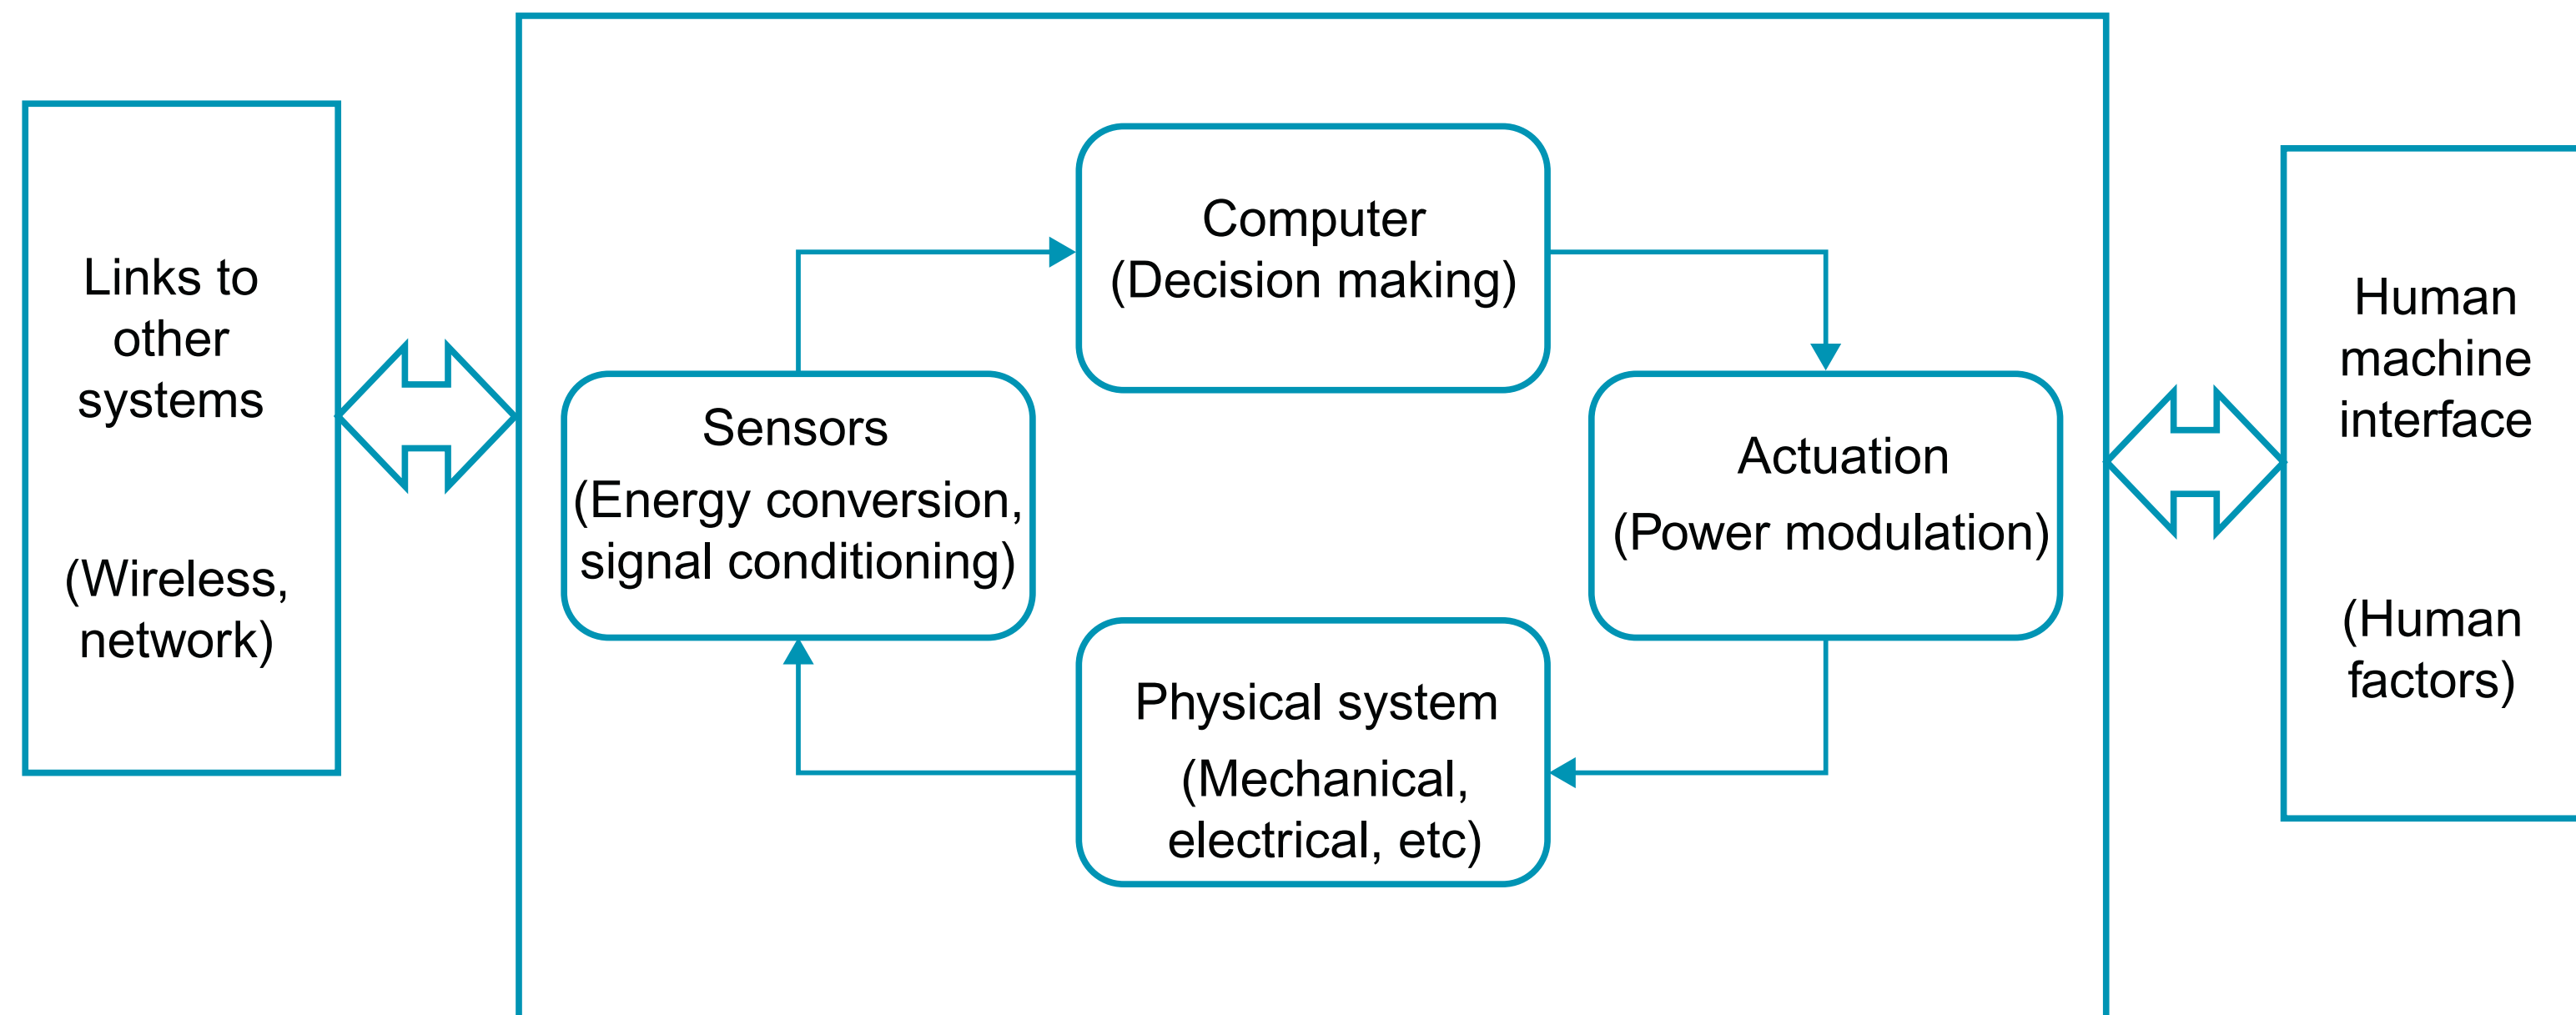 Links to
other
systems
(Wireless,
network)
Computer
(Decision making)
Sensors
(Energy conversion,
signal conditioning)
Actuation
(Power modulation)
Physical system
(Mechanical,
electrical, etc)
Human
machine
interface
(Human
factors)